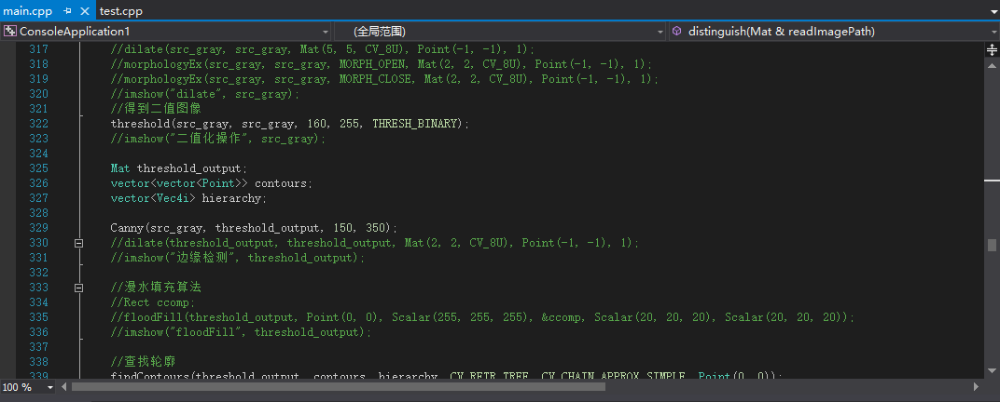 main.cpp test.cpp
ConsoleApplication1 (全局范围) distinguish(Mat & readImagePath)
317 //dilate(src_gray, src_gray, Mat(5, 5, CV_8U), Point(-1, -1), 1);
318 //morphologyEx(src_gray, src_gray, MORPH_OPEN, Mat(2, 2, CV_8U), Point(-1, -1), 1);
319 //morphologyEx(src_gray, src_gray, MORPH_CLOSE, Mat(2, 2, CV_8U), Point(-1, -1), 1);
320 //imshow("dilate", src_gray);
321 //得到二值图像
322 threshold(src_gray, src_gray, 160, 255, THRESH_BINARY);
323 //imshow("二值化操作", src_gray);
324
325 Mat threshold_output;
326 vector<vector<Point>> contours;
327 vector<Vec4i> hierarchy;
328
329 Canny(src_gray, threshold_output, 150, 350);
330 //dilate(threshold_output, threshold_output, Mat(2, 2, CV_8U), Point(-1, -1), 1);
331 //imshow("边缘检测", threshold_output);
332
333 //漫水填充算法
334 //Rect ccomp;
335 //floodFill(threshold_output, Point(0, 0), Scalar(255, 255, 255), &ccomp, Scalar(20, 20, 20), Scalar(20, 20, 20));
336 //imshow("floodFill", threshold_output);
337
338 //查找轮廓
339 findContours(threshold_output, contours, hierarchy, CV_RETR_TREE, CV_CHAIN_APPROX_SIMPLE, Point(0, 0));
100 %